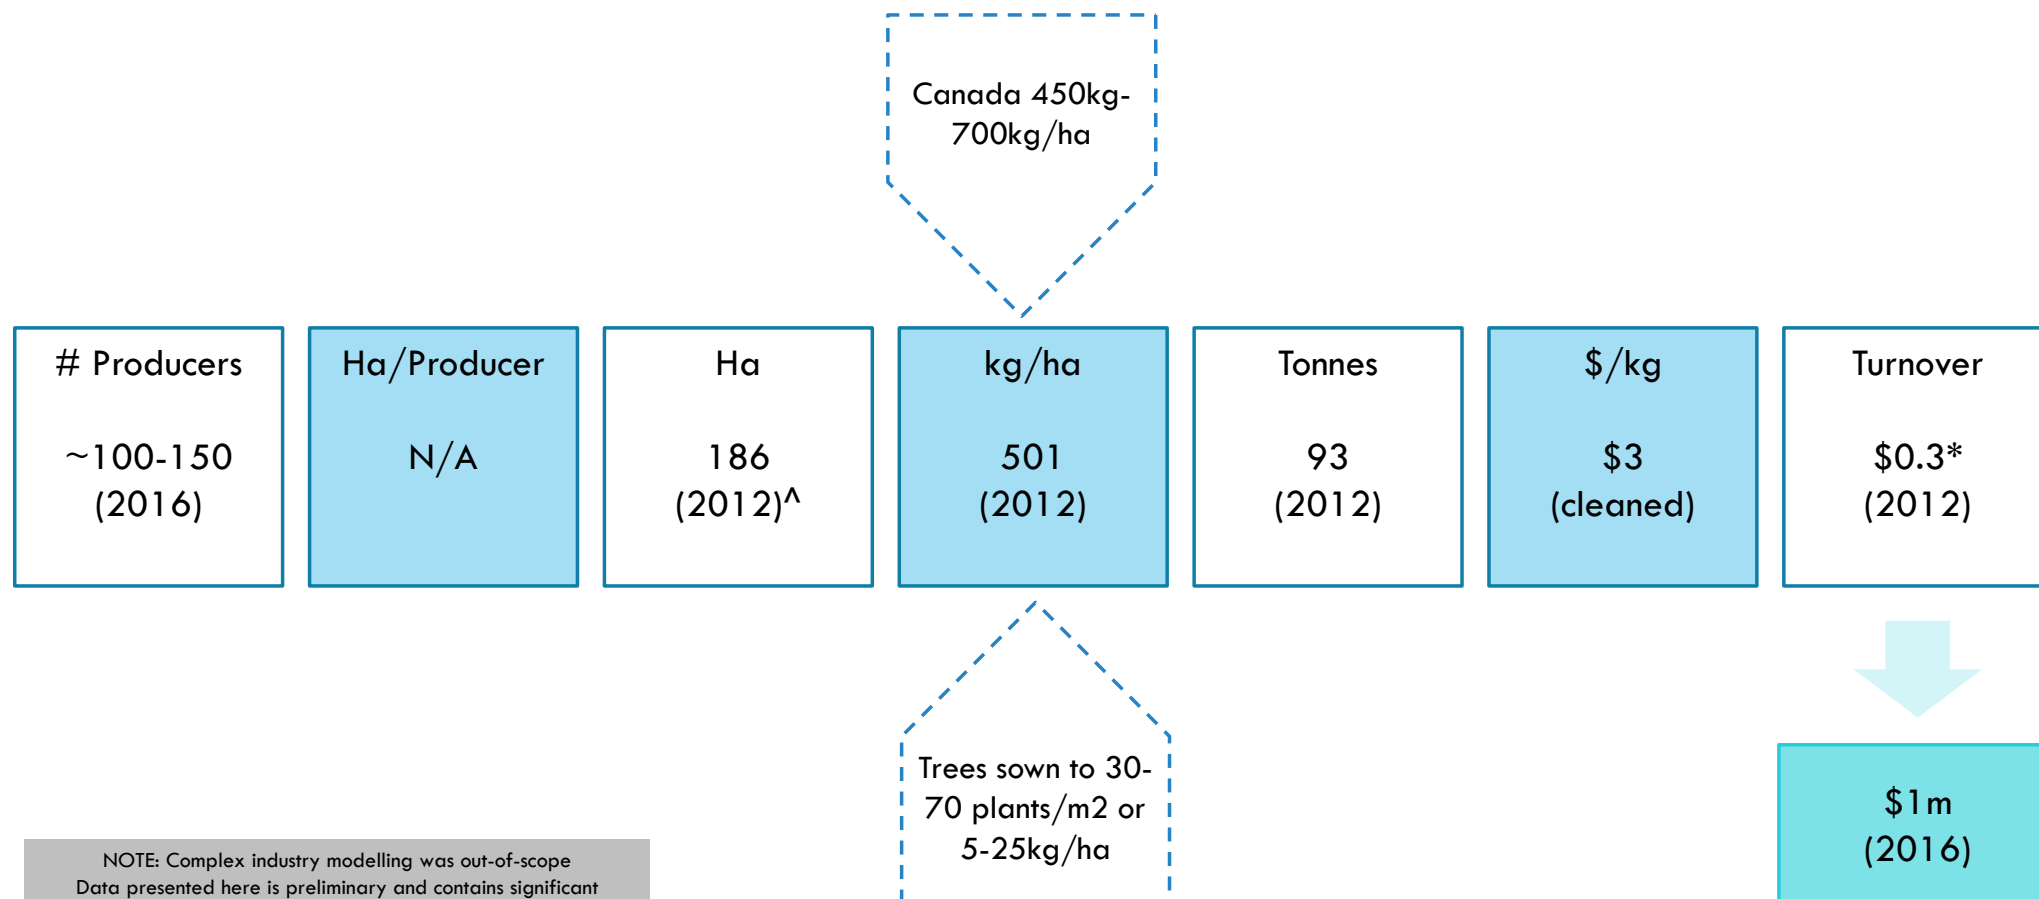 Canada 450kg-
700kg/ha
# Producers
~100-150
(2016)
Ha/Producer
N/A
Ha
186
(2012)^
kg/ha
501
(2012)
Tonnes
93
(2012)
$/kg
$3
(cleaned)
Turnover
$0.3*
(2012)
Trees sown to 30-
70 plants/m2 or
5-25kg/ha
$1m
(2016)
NOTE: Complex industry modelling was out-of-scope
Data presented here is preliminary and contains significant